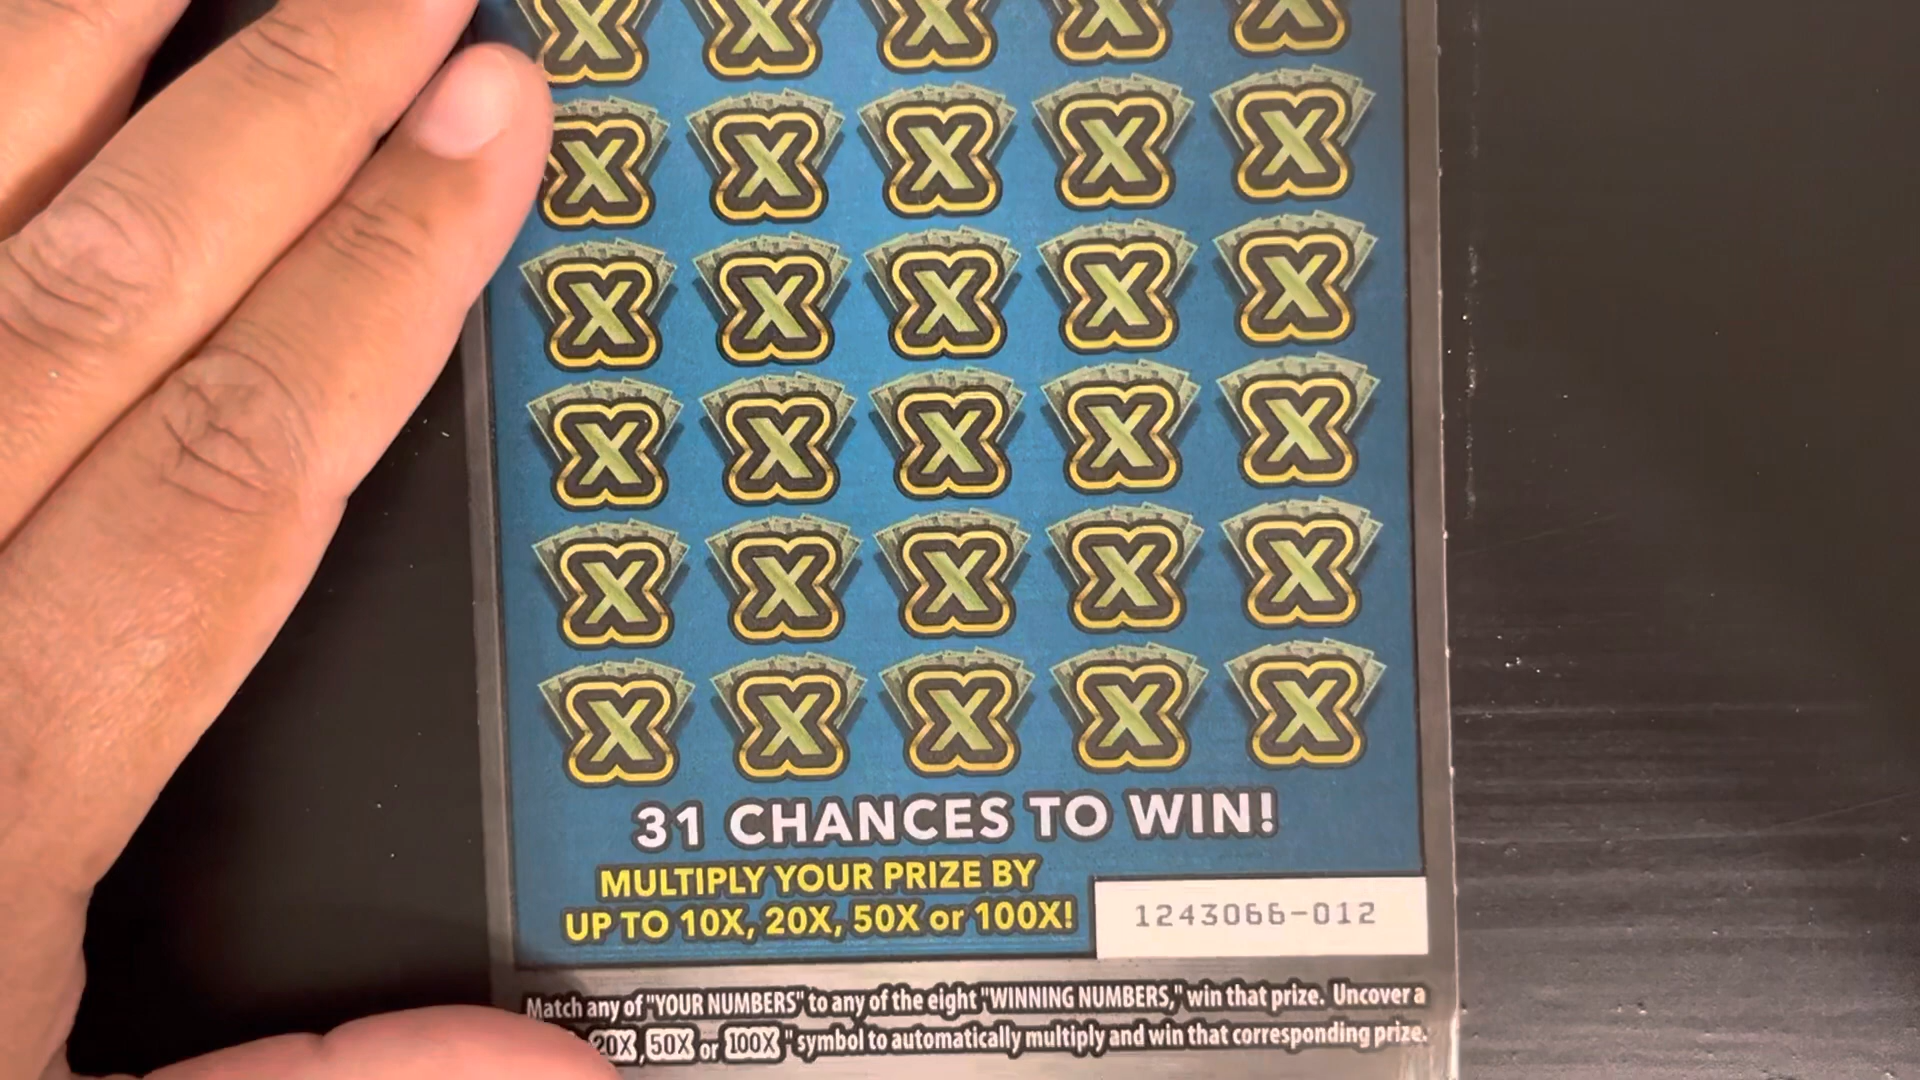 X X X X X
X X X X X
X X X X X
X X X X X
X X X X X
X X X X X
31 CHANCES TO WIN!
MULTIPLY YOUR PRIZE BY
UP TO 10X, 20X, 50X or 100X!
1243066-012
Match any of "YOUR NUMBERS" to any of the eight "WINNING NUMBERS," win that prize. Uncover a
20X, 50X or 100X " symbol to automatically multiply and win that corresponding prize.